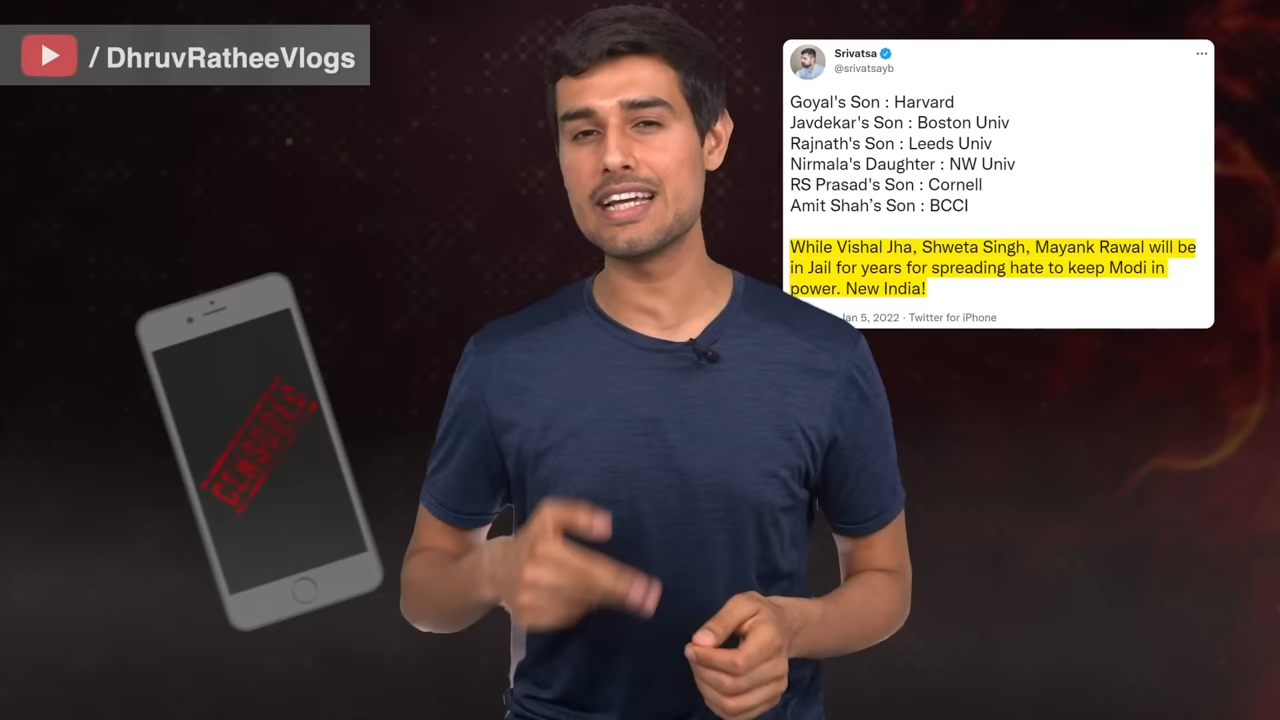 / DhruvRatheeVlogs
Srivatsa
@srivatsayb
Goyal's Son : Harvard
Javdekar's Son : Boston Univ
Rajnath's Son : Leeds Univ
Nirmala's Daughter : NW Univ
RS Prasad's Son : Cornell
Amit Shah’s Son : BCCI
While Vishal Jha, Shweta Singh, Mayank Rawal will be
in Jail for years for spreading hate to keep Modi in
power. New India!
Jan 5, 2022 · Twitter for iPhone
CENSORED